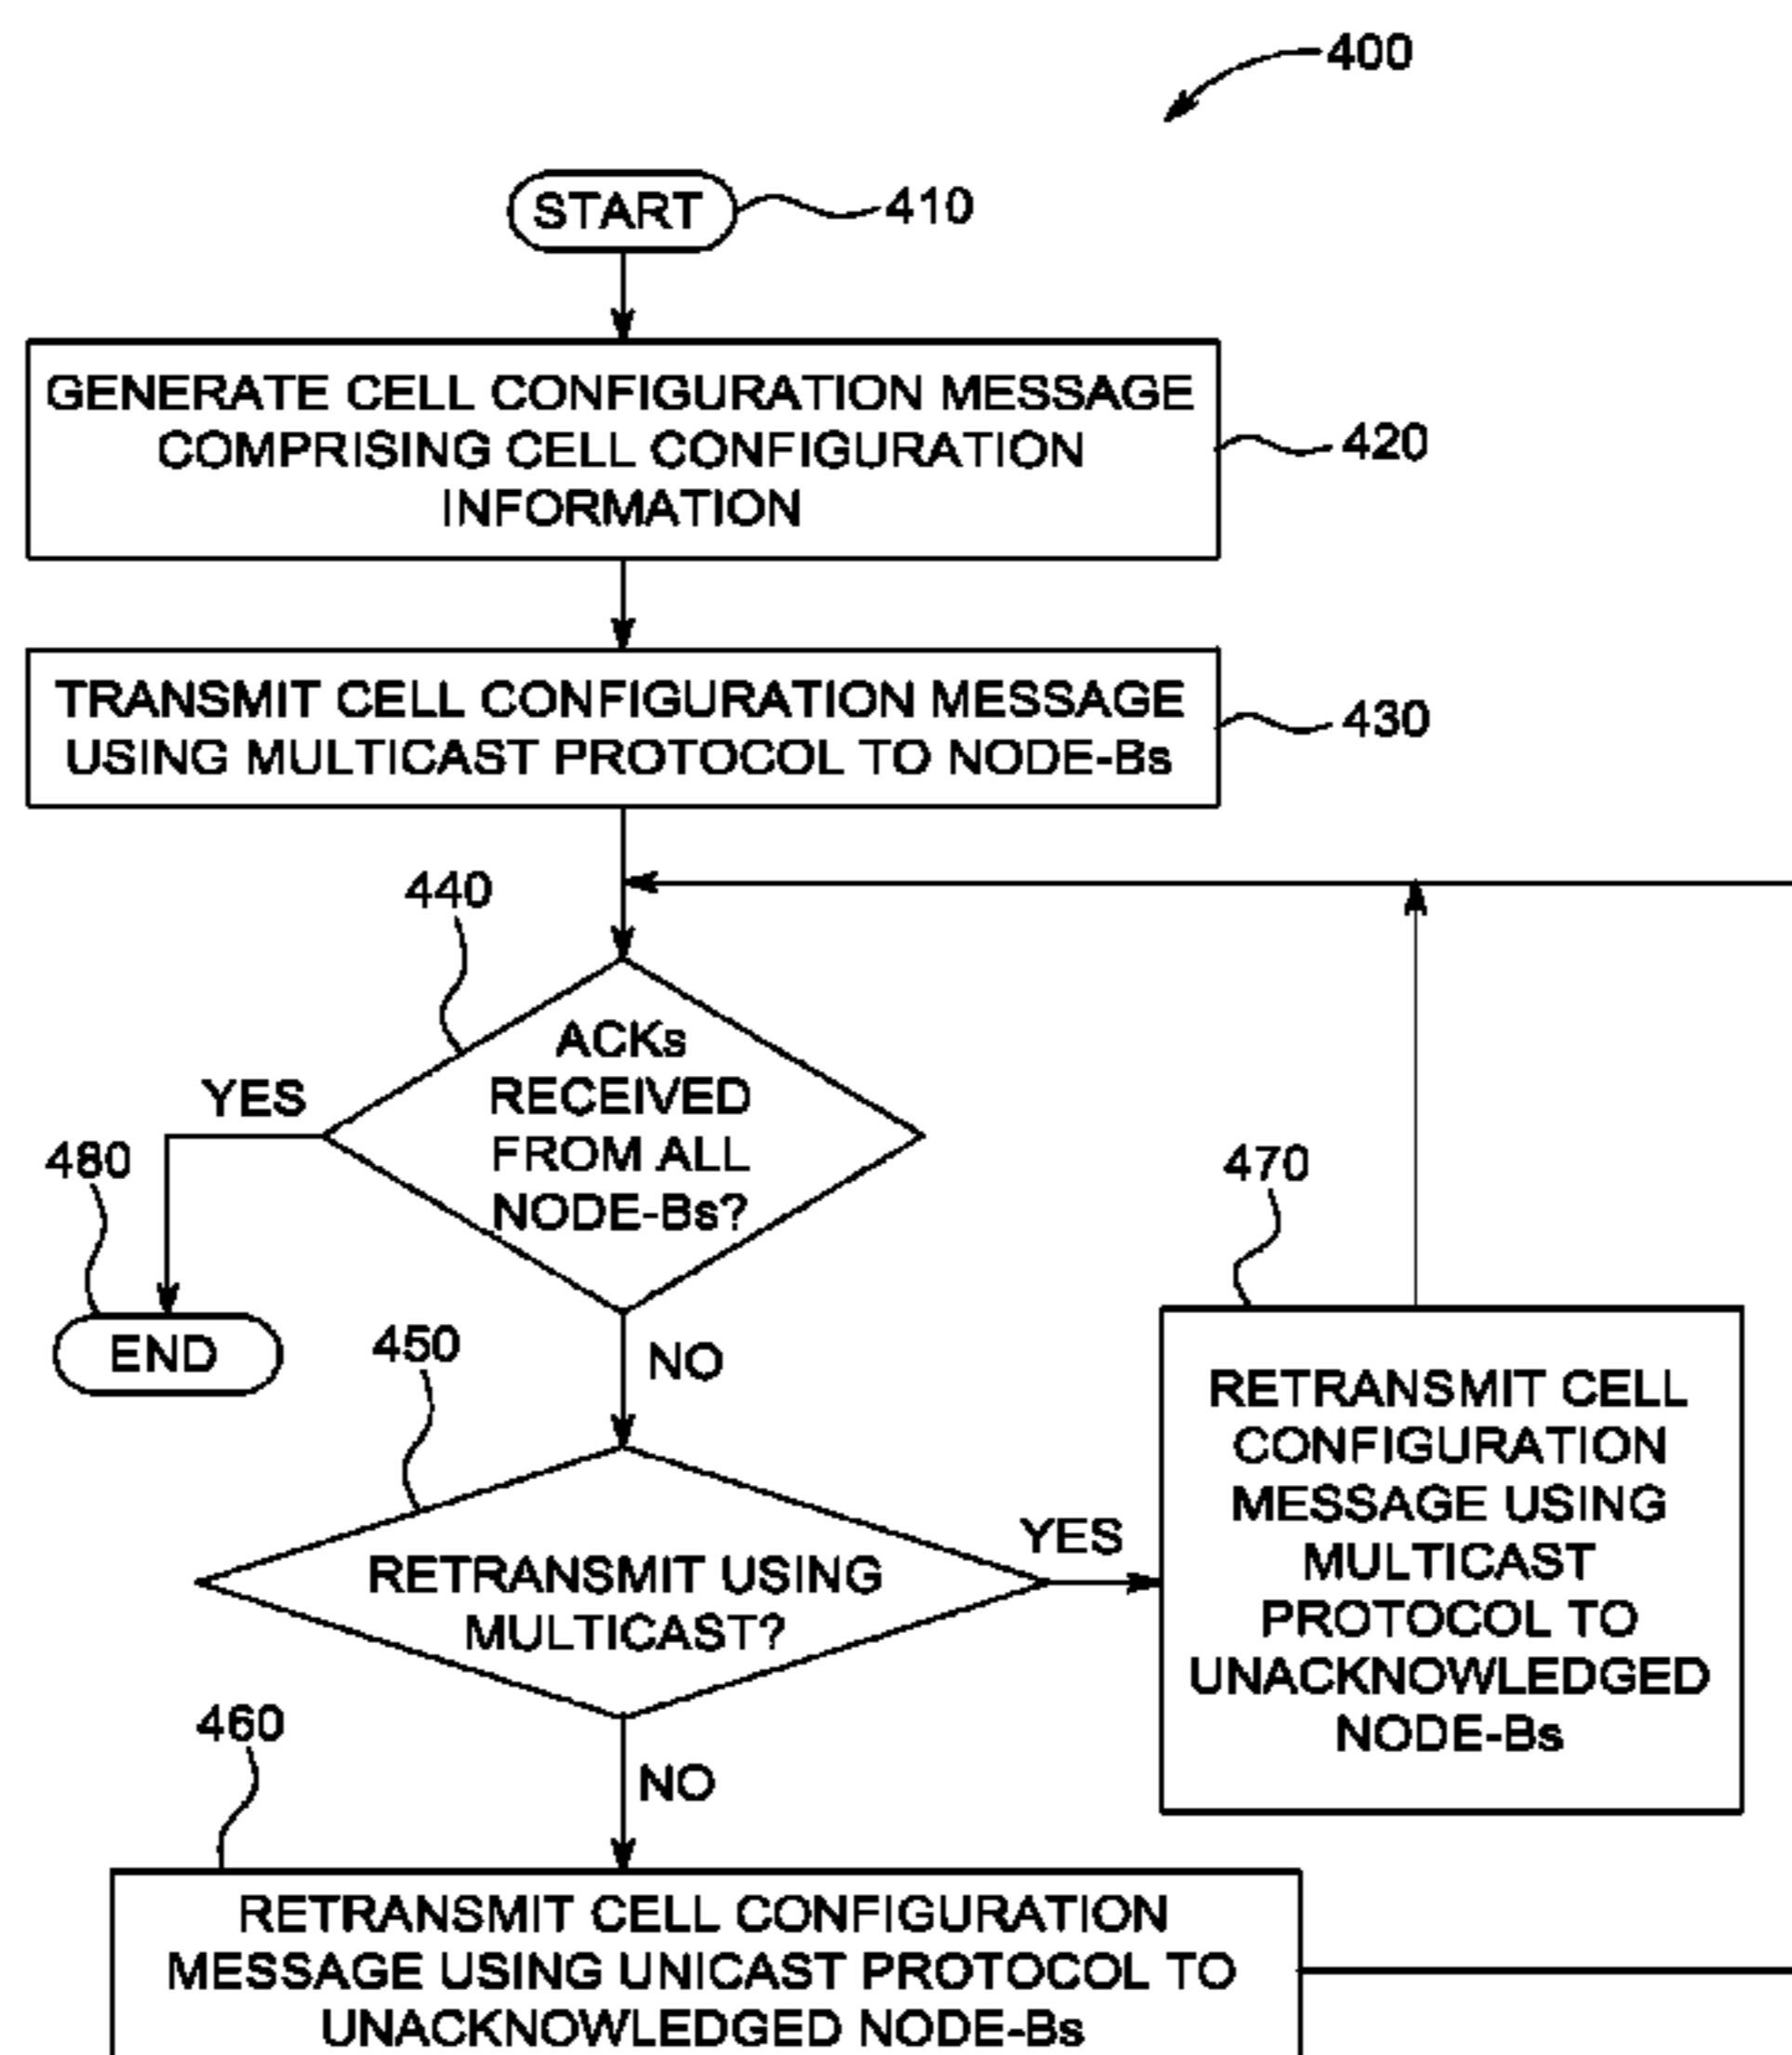 400
START
410
GENERATE CELL CONFIGURATION MESSAGE
COMPRISING CELL CONFIGURATION
INFORMATION
420
TRANSMIT CELL CONFIGURATION MESSAGE
USING MULTICAST PROTOCOL TO NODE-Bs
430
440
ACKs
RECEIVED
FROM ALL
NODE-Bs?
YES
480
END
NO
450
RETRANSMIT USING
MULTICAST?
YES
470
RETRANSMIT CELL
CONFIGURATION
MESSAGE USING
MULTICAST
PROTOCOL TO
UNACKNOWLEDGED
NODE-Bs
NO
460
RETRANSMIT CELL CONFIGURATION
MESSAGE USING UNICAST PROTOCOL TO
UNACKNOWLEDGED NODE-Bs